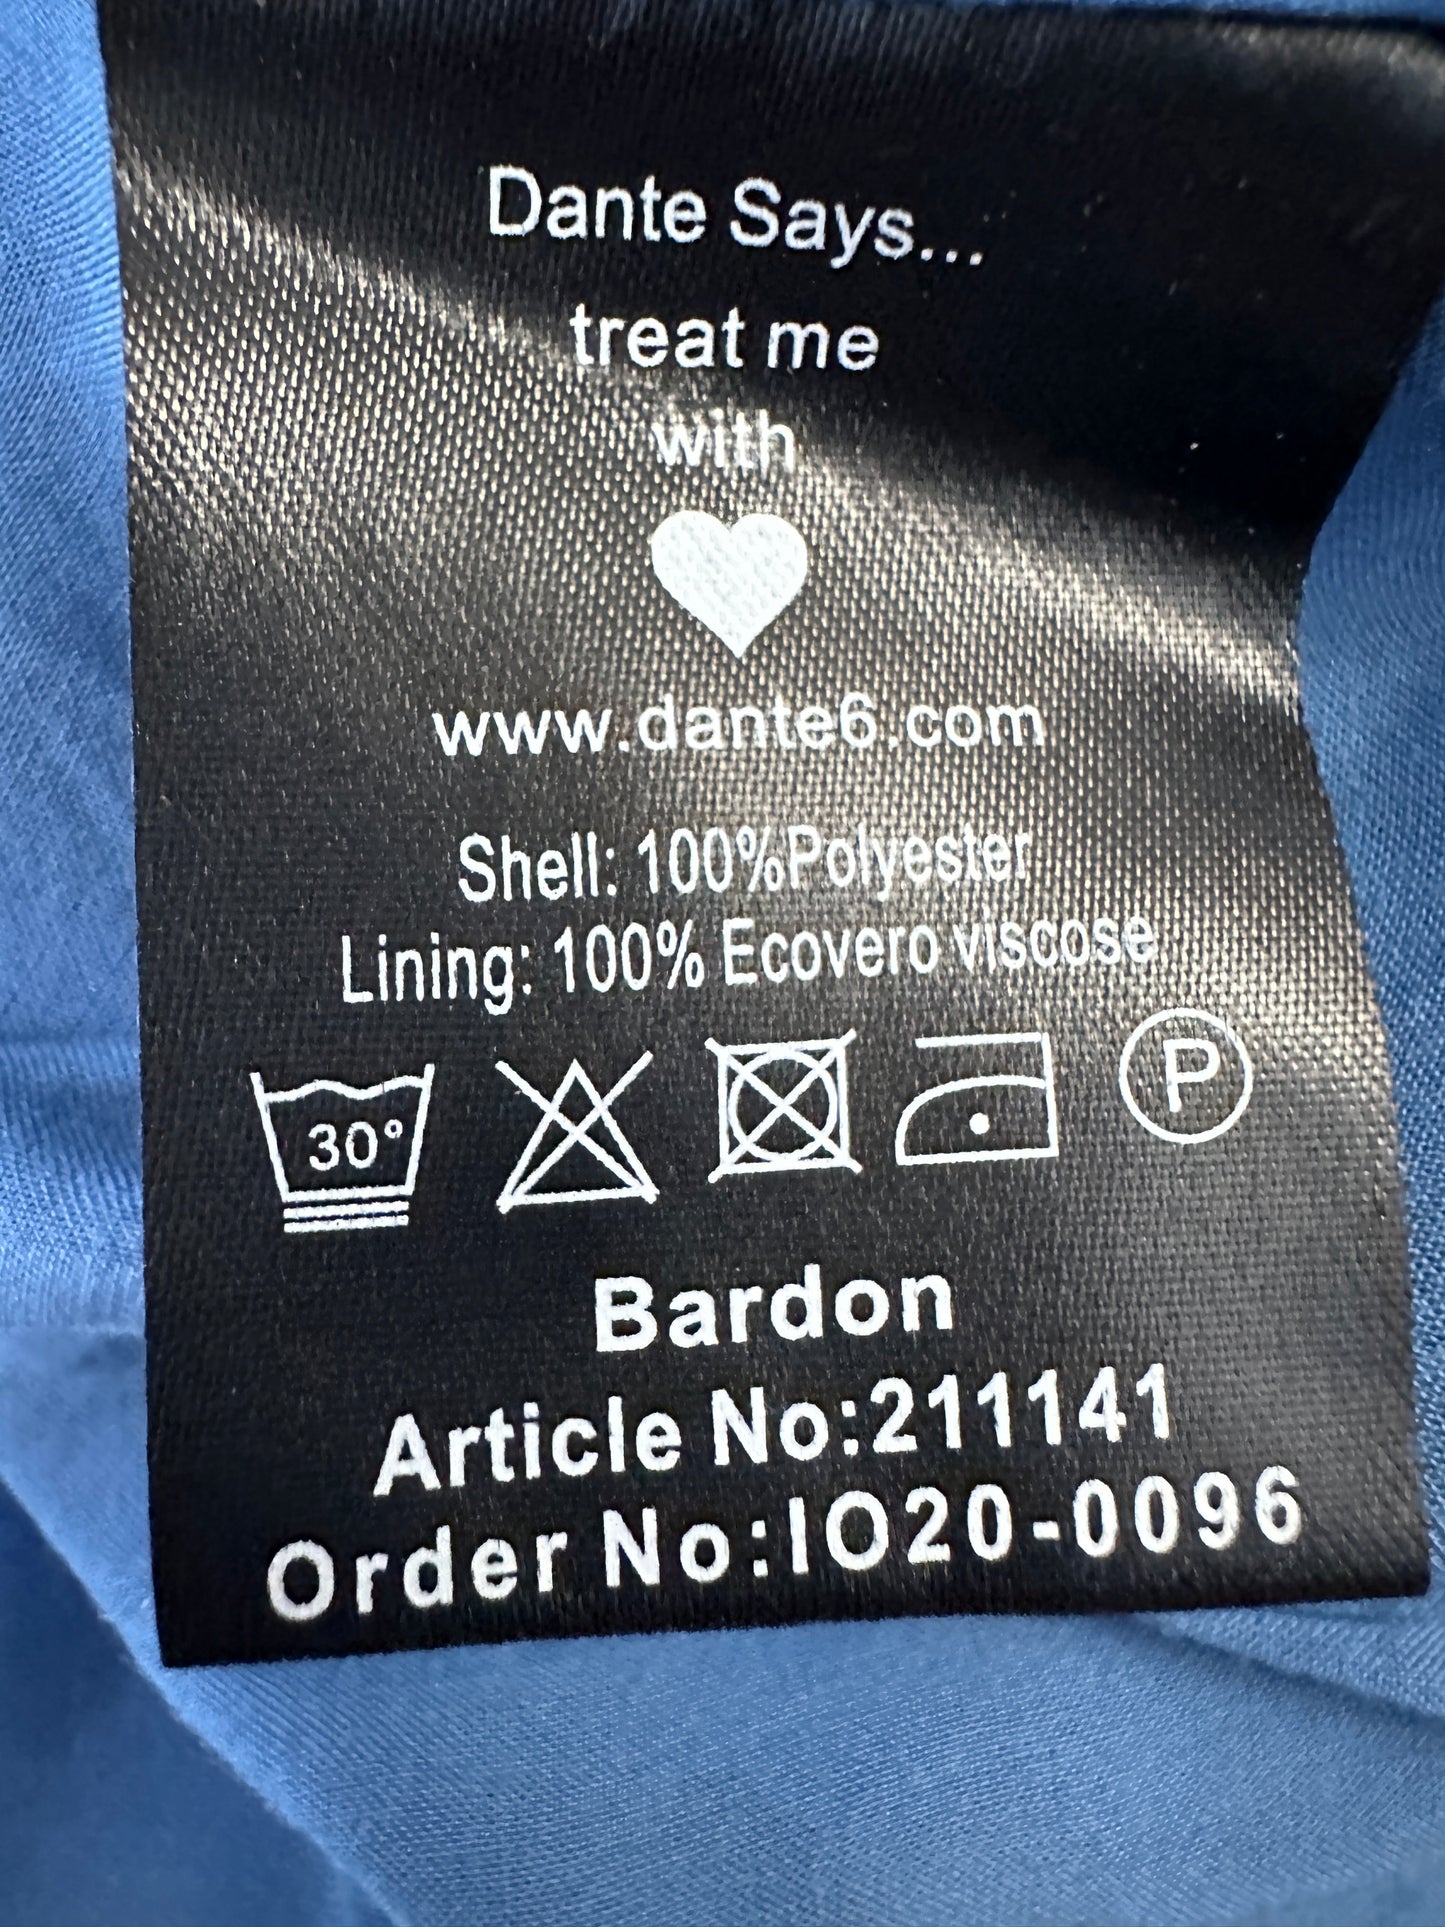 Dante Says...
treat me
with
www.dante6.com
Shell: 100%Polyester
Lining: 100% Ecovero viscose
30°
P
Bardon
Article No:211141
Order No:IO20-0096